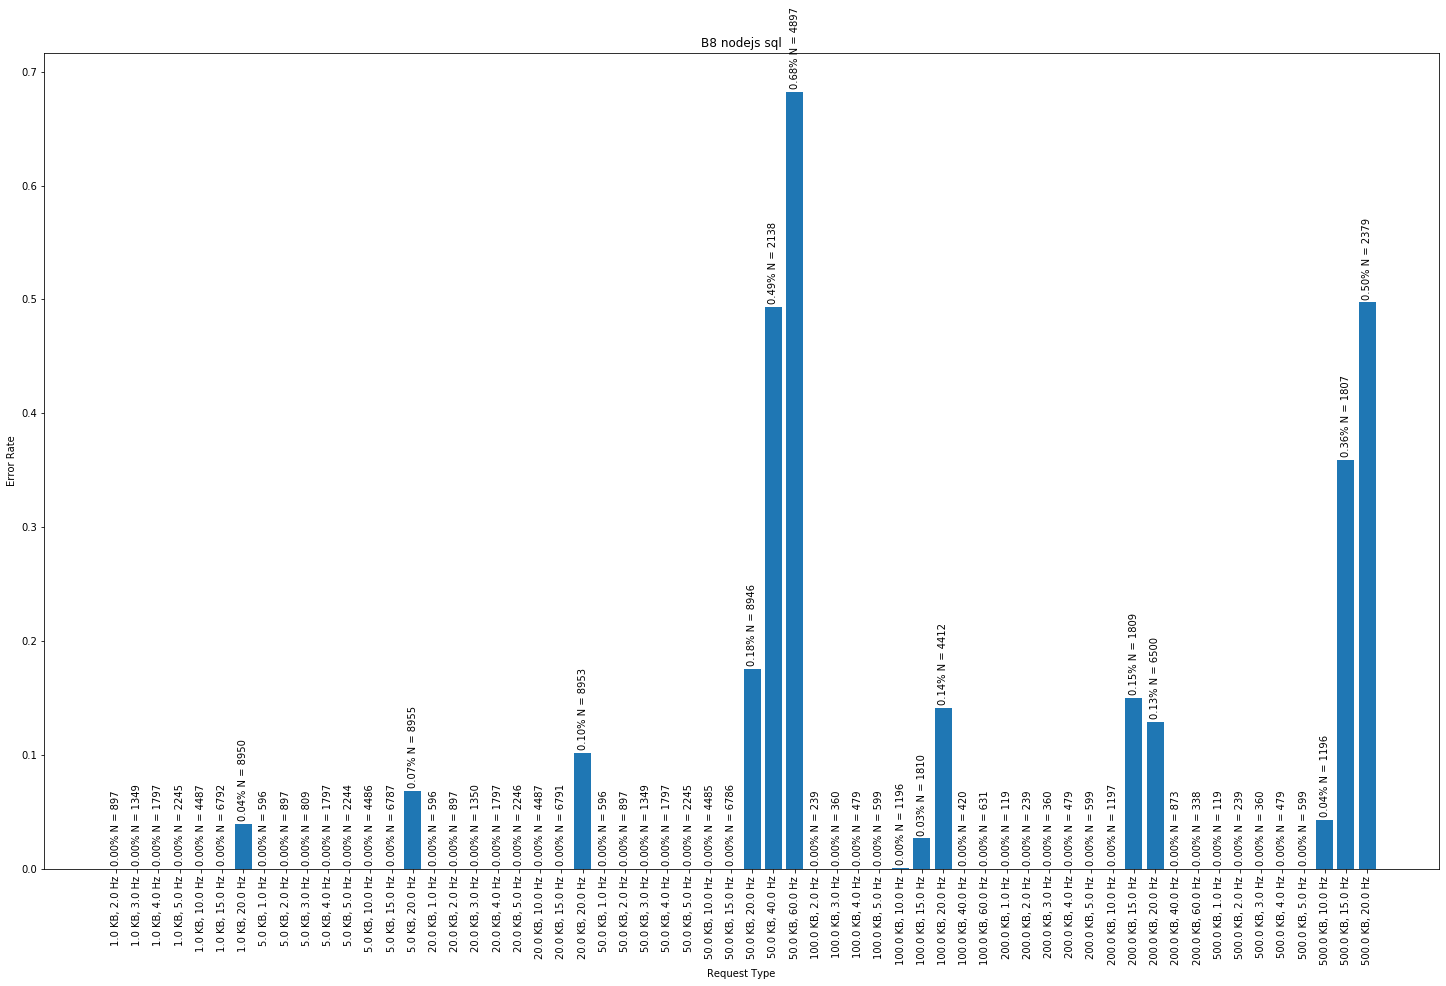 B8 nodejs sql
Error Rate
0.7
0.6
0.5
0.4
0.3
0.2
0.1
0.0
0.00% N = 897
0.00% N = 1349
0.00% N = 1797
0.00% N = 2245
0.00% N = 4487
0.00% N = 6792
0.04% N = 8950
0.00% N = 596
0.00% N = 897
0.00% N = 809
0.00% N = 1797
0.00% N = 2244
0.00% N = 4486
0.00% N = 6787
0.07% N = 8955
0.00% N = 596
0.00% N = 897
0.00% N = 1350
0.00% N = 1797
0.00% N = 2246
0.00% N = 4487
0.00% N = 6791
0.10% N = 8953
0.00% N = 596
0.00% N = 897
0.00% N = 1349
0.00% N = 1797
0.00% N = 2245
0.00% N = 4485
0.00% N = 6786
0.18% N = 8946
0.49% N = 2138
0.68% N = 4897
0.00% N = 239
0.00% N = 360
0.00% N = 479
0.00% N = 599
0.00% N = 1196
0.03% N = 1810
0.14% N = 4412
0.00% N = 420
0.00% N = 631
0.00% N = 119
0.00% N = 239
0.00% N = 360
0.00% N = 479
0.00% N = 599
0.00% N = 1197
0.15% N = 1809
0.13% N = 6500
0.00% N = 873
0.00% N = 338
0.00% N = 119
0.00% N = 239
0.00% N = 360
0.00% N = 479
0.00% N = 599
0.04% N = 1196
0.36% N = 1807
0.50% N = 2379
1.0 KB, 2.0 Hz
1.0 KB, 3.0 Hz
1.0 KB, 4.0 Hz
1.0 KB, 5.0 Hz
1.0 KB, 10.0 Hz
1.0 KB, 15.0 Hz
1.0 KB, 20.0 Hz
5.0 KB, 1.0 Hz
5.0 KB, 2.0 Hz
5.0 KB, 3.0 Hz
5.0 KB, 4.0 Hz
5.0 KB, 5.0 Hz
5.0 KB, 10.0 Hz
5.0 KB, 15.0 Hz
5.0 KB, 20.0 Hz
20.0 KB, 1.0 Hz
20.0 KB, 2.0 Hz
20.0 KB, 3.0 Hz
20.0 KB, 4.0 Hz
20.0 KB, 5.0 Hz
20.0 KB, 10.0 Hz
20.0 KB, 15.0 Hz
20.0 KB, 20.0 Hz
50.0 KB, 1.0 Hz
50.0 KB, 2.0 Hz
50.0 KB, 3.0 Hz
50.0 KB, 4.0 Hz
50.0 KB, 5.0 Hz
50.0 KB, 10.0 Hz
50.0 KB, 15.0 Hz
50.0 KB, 20.0 Hz
50.0 KB, 40.0 Hz
50.0 KB, 60.0 Hz
100.0 KB, 2.0 Hz
100.0 KB, 3.0 Hz
100.0 KB, 4.0 Hz
100.0 KB, 5.0 Hz
100.0 KB, 10.0 Hz
100.0 KB, 15.0 Hz
100.0 KB, 20.0 Hz
100.0 KB, 40.0 Hz
100.0 KB, 60.0 Hz
200.0 KB, 1.0 Hz
200.0 KB, 2.0 Hz
200.0 KB, 3.0 Hz
200.0 KB, 4.0 Hz
200.0 KB, 5.0 Hz
200.0 KB, 10.0 Hz
200.0 KB, 15.0 Hz
200.0 KB, 20.0 Hz
200.0 KB, 40.0 Hz
200.0 KB, 60.0 Hz
500.0 KB, 1.0 Hz
500.0 KB, 2.0 Hz
500.0 KB, 3.0 Hz
500.0 KB, 4.0 Hz
500.0 KB, 5.0 Hz
500.0 KB, 10.0 Hz
500.0 KB, 15.0 Hz
500.0 KB, 20.0 Hz
Request Type